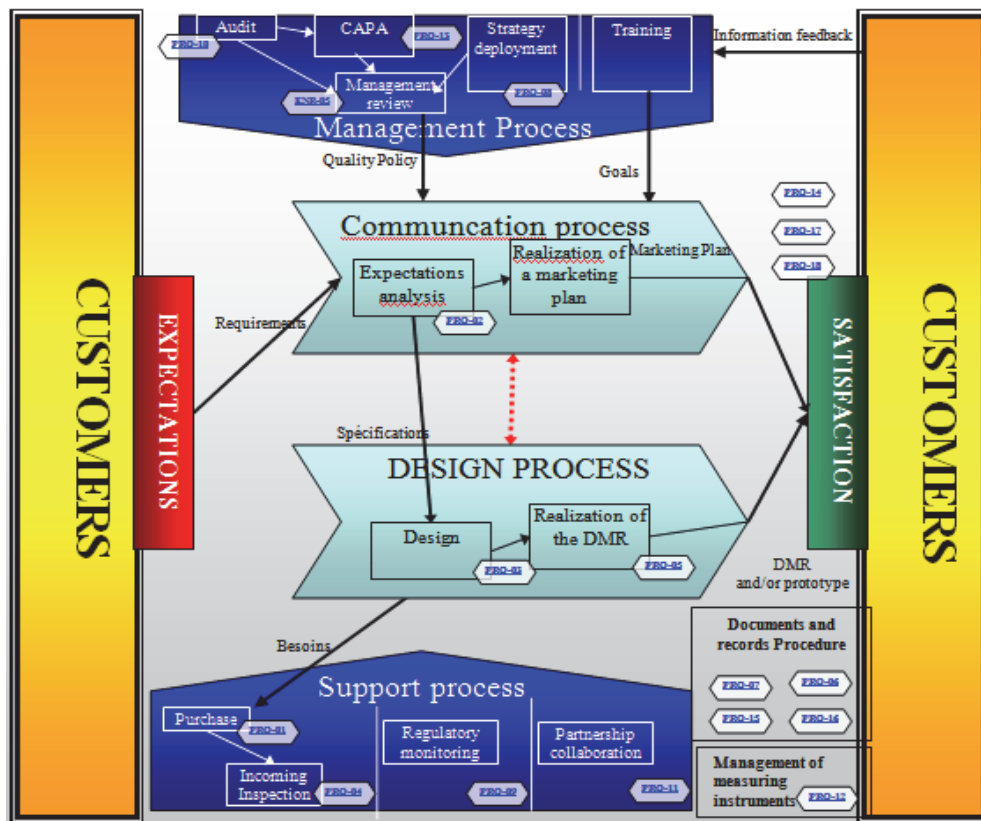 Audit
CAPA
Strategy
deployment
Training
PRO-10
PRO-13
Management
review
PRO-08
Management Process
Information feedback
Quality Policy
Goals
PRO-14
PRO-17
PRO-18
Communcation process
Expectations
analysis
PRO-02
Realization of
a marketing
plan
Marketing Plan
CUSTOMERS
EXPECTATIONS
Requirements
SATISFACTION
CUSTOMERS
Spécifications
DESIGN PROCESS
Design
PRO-03
Realization of
the DMR
PRO-05
DMR
and/or prototype
Besoins
Documents and
records Procedure
PRO-07
PRO-06
PRO-15
PRO-16
Support process
Purchase
PRO-01
Incoming
Inspection
PRO-04
Regulatory
monitoring
PRO-09
Partnership
collaboration
PRO-11
Management of
measuring
instruments
PRO-12